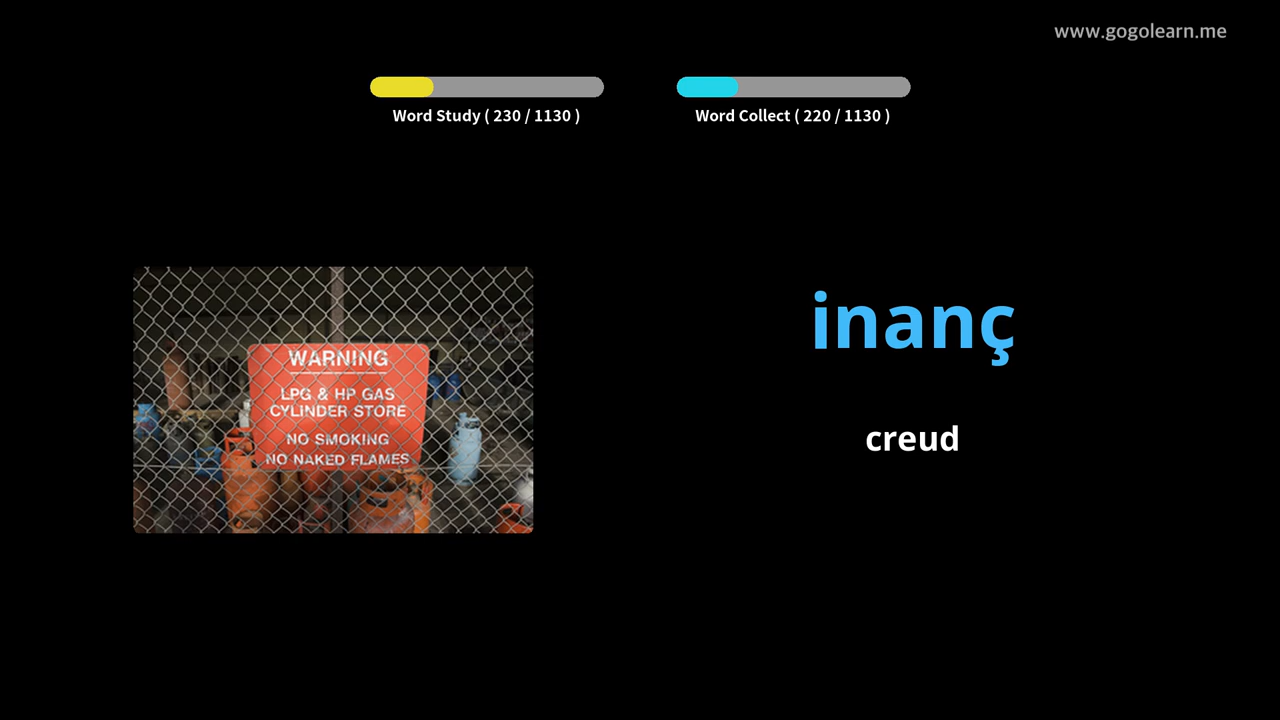 www.gogolearn.me
Word Study ( 230 / 1130 )
Word Collect ( 220 / 1130 )
WARNING
LPG & HP GAS
CYLINDER STORE
NO SMOKING
NO NAKED FLAMES
inanç
creud